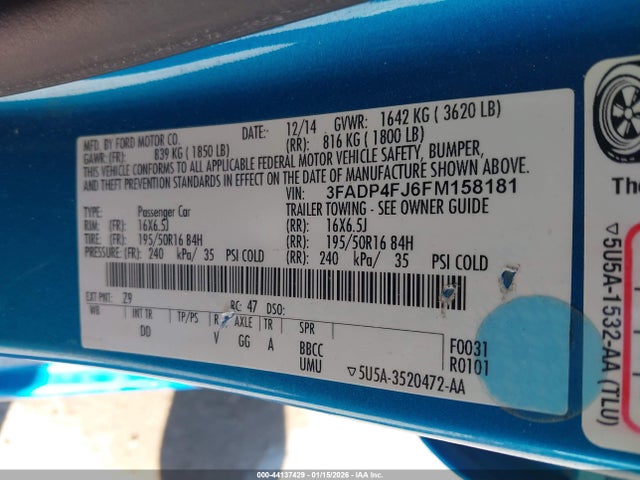 MFD. BY FORD MOTOR CO.
DATE: 12/14 GVWR: 1642 KG ( 3620 LB)
GAWR: (FR): 839 KG ( 1850 LB) (RR): 816 KG ( 1800 LB)
THIS VEHICLE CONFORMS TO ALL APPLICABLE FEDERAL MOTOR VEHICLE SAFETY, BUMPER,
AND THEFT PREVENTION STANDARDS IN EFFECT ON THE DATE OF MANUFACTURE SHOWN ABOVE.
VIN: 3FADP4FJ6FM158181
TYPE: Passenger Car TRAILER TOWING - SEE OWNER GUIDE
RIM: (FR): 16X6.5J (RR): 16X6.5J
TIRE: (FR): 195/50R16 84H (RR): 195/50R16 84H
PRESSURE: (FR): 240 kPa/ 35 PSI COLD (RR): 240 kPa/ 35 PSI COLD
EXT PNT: Z9 RC: 47 DSO:
WB INT TR TP/PS R AXLE TR SPR
DD V GG A BBCC
UMU
F0031
R0101
▽5U5A-3520472-AA
The
▽5U5A-1532-AA (TLU)
000-44137429 - 01/15/2026 - IAA Inc.